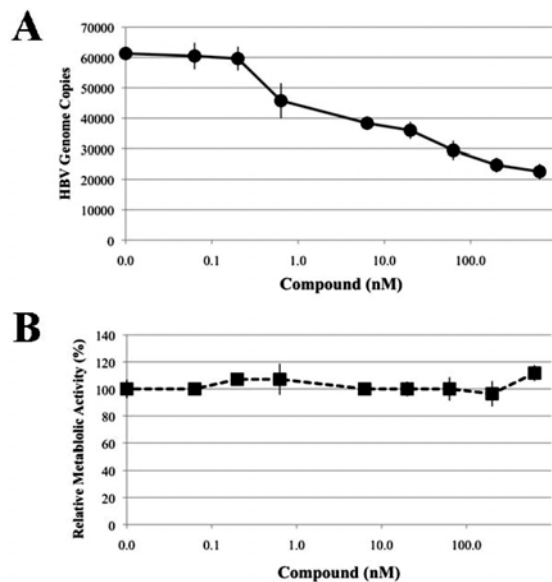 A
HBV Genome Copies
70000
60000
50000
40000
30000
20000
10000
0
0.0 0.1 1.0 10.0 100.0
Compound (nM)
B
Relative Metablolic Activity (%)
140
120
100
80
60
40
20
0
0.0 0.1 1.0 10.0 100.0
Compound (nM)